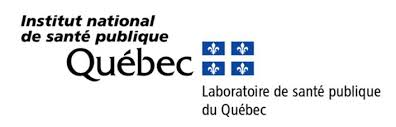 Institut national
de santé publique
Québec
Laboratoire de santé publique
du Québec